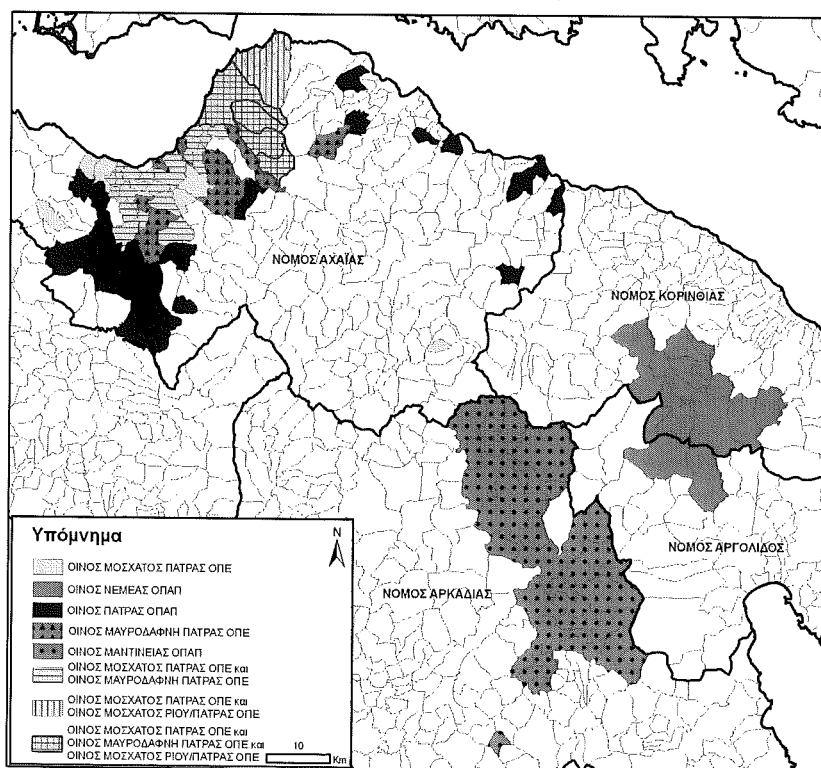 ΝΟΜΟΣ ΑΧΑΪΑΣ
ΝΟΜΟΣ ΚΟΡΙΝΘΙΑΣ
ΝΟΜΟΣ ΑΡΓΟΛΙΔΟΣ
ΝΟΜΟΣ ΑΡΚΑΔΙΑΣ
Υπόμνημα
N
ΟΙΝΟΣ ΜΟΣΧΑΤΟΣ ΠΑΤΡΑΣ ΟΠΕ
ΟΙΝΟΣ ΝΕΜΕΑΣ ΟΠΑΠ
ΟΙΝΟΣ ΠΑΤΡΑΣ ΟΠΑΠ
ΟΙΝΟΣ ΜΑΥΡΟΔΑΦΝΗ ΠΑΤΡΑΣ ΟΠΕ
ΟΙΝΟΣ ΜΑΝΤΙΝΕΙΑΣ ΟΠΑΠ
ΟΙΝΟΣ ΜΟΣΧΑΤΟΣ ΠΑΤΡΑΣ ΟΠΕ και
ΟΙΝΟΣ ΜΑΥΡΟΔΑΦΝΗ ΠΑΤΡΑΣ ΟΠΕ
ΟΙΝΟΣ ΜΟΣΧΑΤΟΣ ΠΑΤΡΑΣ ΟΠΕ και
ΟΙΝΟΣ ΜΟΣΧΑΤΟΣ ΡΙΟΥ/ΠΑΤΡΑΣ ΟΠΕ
ΟΙΝΟΣ ΜΟΣΧΑΤΟΣ ΠΑΤΡΑΣ ΟΠΕ και
ΟΙΝΟΣ ΜΑΥΡΟΔΑΦΝΗ ΠΑΤΡΑΣ ΟΠΕ και
ΟΙΝΟΣ ΜΟΣΧΑΤΟΣ ΡΙΟΥ/ΠΑΤΡΑΣ ΟΠΕ
10
Km